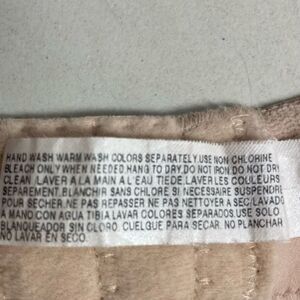 HAND WASH WARM WASH COLORS SEPARATELY.USE NON CHLORINE
BLEACH ONLY WHEN NEEDED.HANG TO DRY DO NOT IRON DO NOT DRY
CLEAN LAVER A LA MAIN A L'EAU TIEDE.LAVER LES COULEURS
SEPAREMENT.BLANCHIR SANS CHLORE. SI NECESSAIRE SUSPENDRE
POUR SECHER.NE PAS REPASSER NE PAS NETTOYER A SEC/LAVADO
A MANO CON AGUA TIBIA LAVAR COLORES SEPARADOS.USE SOLO
BLANQUEADOR SIN CLORO. CUELGUE PARA SECAR. NO PLANCHAR
NO LAVAR EN SECO.